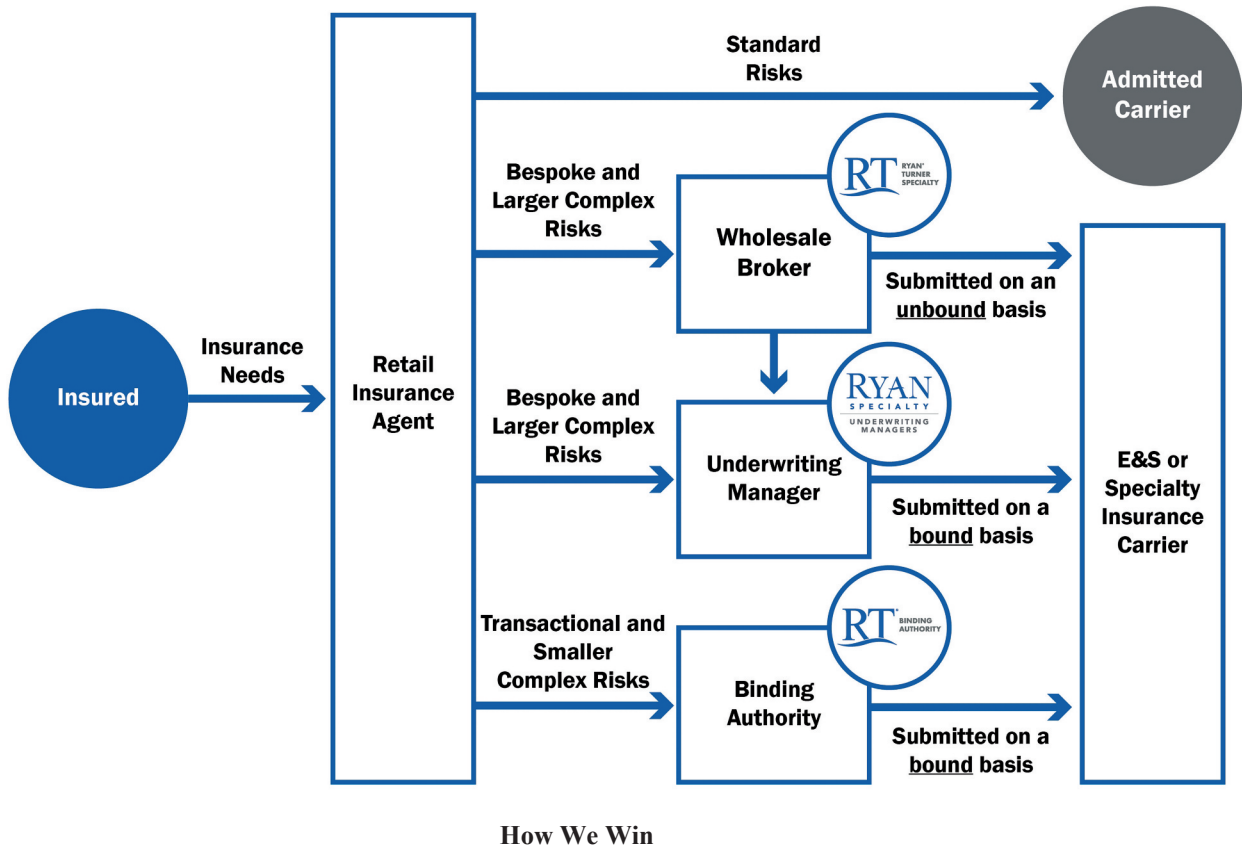 Standard
Risks
Admitted
Carrier
Bespoke and
Larger Complex
Risks
RT RYAN
TURNER
SPECIALTY
Wholesale
Broker
Submitted on an
unbound basis
Insurance
Needs
Insured
Retail
Insurance
Agent
Bespoke and
Larger Complex
Risks
RYAN
SPECIALTY
UNDERWRITING
MANAGERS
Underwriting
Manager
Submitted on a
bound basis
E&S or
Specialty
Insurance
Carrier
Transactional and
Smaller
Complex Risks
RT BINDING
AUTHORITY
Binding
Authority
Submitted on a
bound basis
How We Win